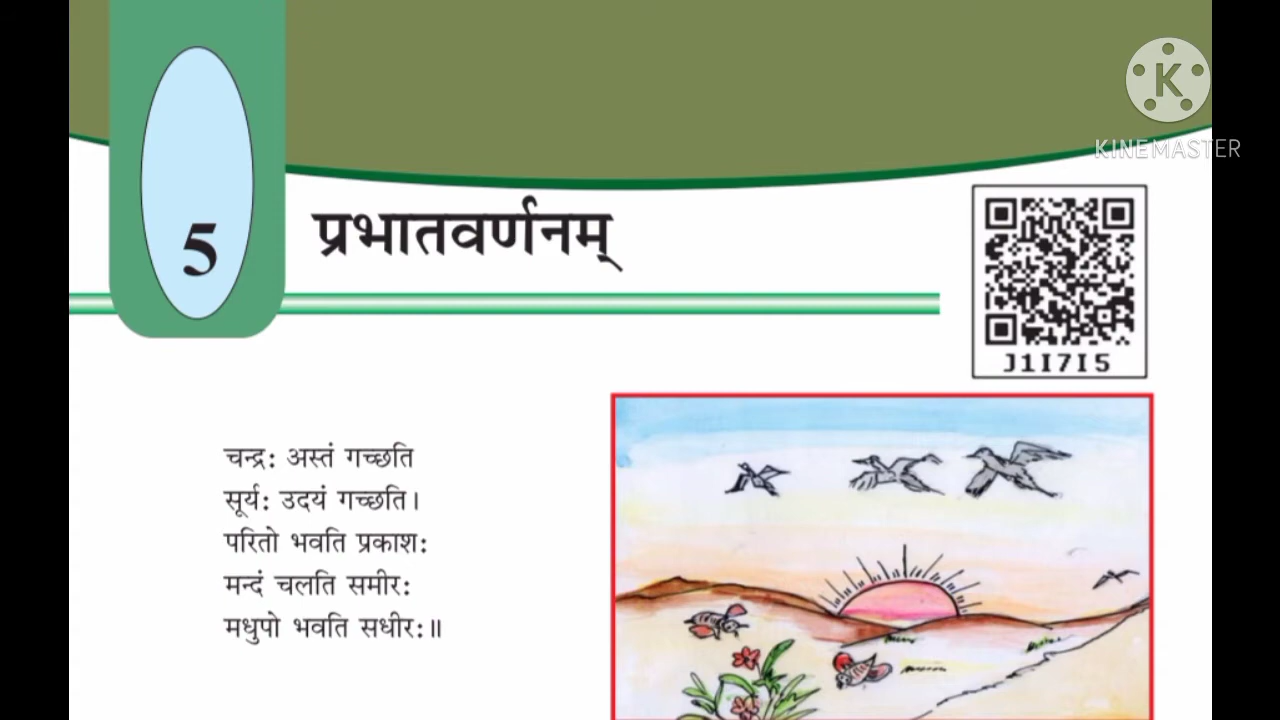 K
KINEMASTER
5
प्रभातवर्णनम्
J1I7I5
चन्द्र: अस्तं गच्छति
सूर्य: उदयं गच्छति।
परितो भवति प्रकाश:
मन्दं चलति समीर:
मधुपो भवति सधीर:॥